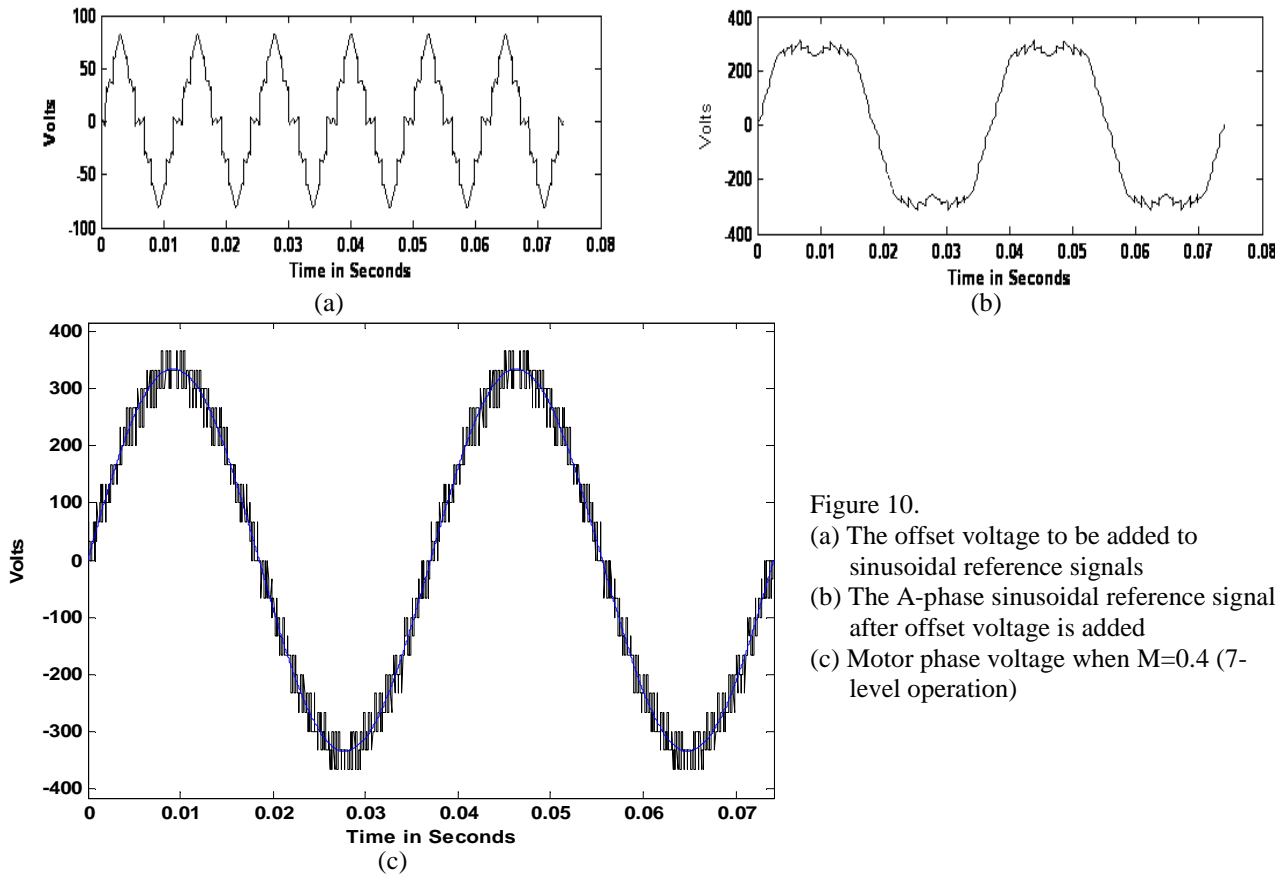 100
50
0
-50
-100
Volts
0 0.01 0.02 0.03 0.04 0.05 0.06 0.07 0.08
Time in Seconds
(a)
400
200
0
-200
-400
Volts
0 0.01 0.02 0.03 0.04 0.05 0.06 0.07 0.08
Time in Seconds
(b)
400
300
200
100
0
-100
-200
-300
-400
Volts
0 0.01 0.02 0.03 0.04 0.05 0.06 0.07
Time in Seconds
(c)
Figure 10.
(a) The offset voltage to be added to
sinusoidal reference signals
(b) The A-phase sinusoidal reference signal
after offset voltage is added
(c) Motor phase voltage when M=0.4 (7-
level operation)